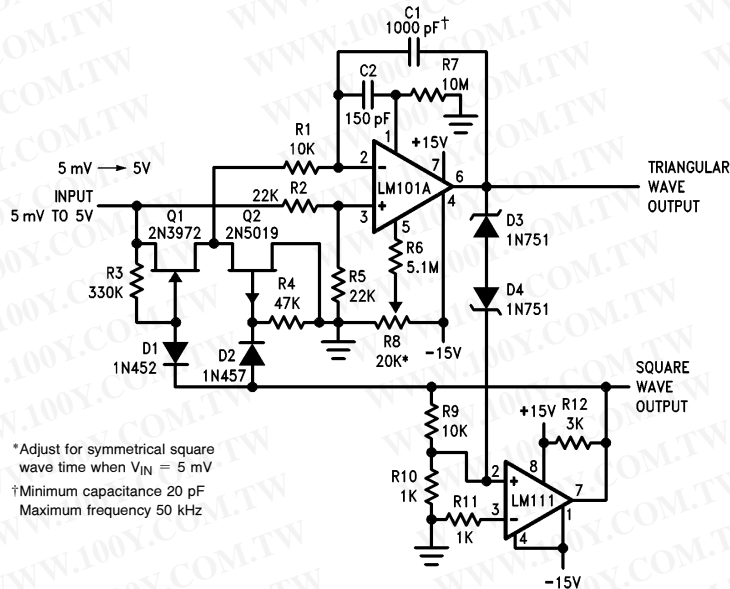 C1
1000 pF†
C2
150 pF
R7
10M
R1
10K
+15V
5 mV → 5V
INPUT
5 mV TO 5V
22K
R2
1
2
−
7
LM101A
6
+
3
4
5
TRIANGULAR
WAVE
OUTPUT
Q1
2N3972
Q2
2N5019
R3
330K
R4
47K
R5
22K
R6
5.1M
R8
20K*
−15V
D3
1N751
D4
1N751
D1
1N452
D2
1N457
SQUARE
WAVE
OUTPUT
R9
10K
+15V
R12
3K
R10
1K
R11
1K
2
+
8
LM111
7
3
−
1
4
−15V
*Adjust for symmetrical square
wave time when VIN = 5 mV
†Minimum capacitance 20 pF
Maximum frequency 50 kHz
WWW.100Y.COM.TW